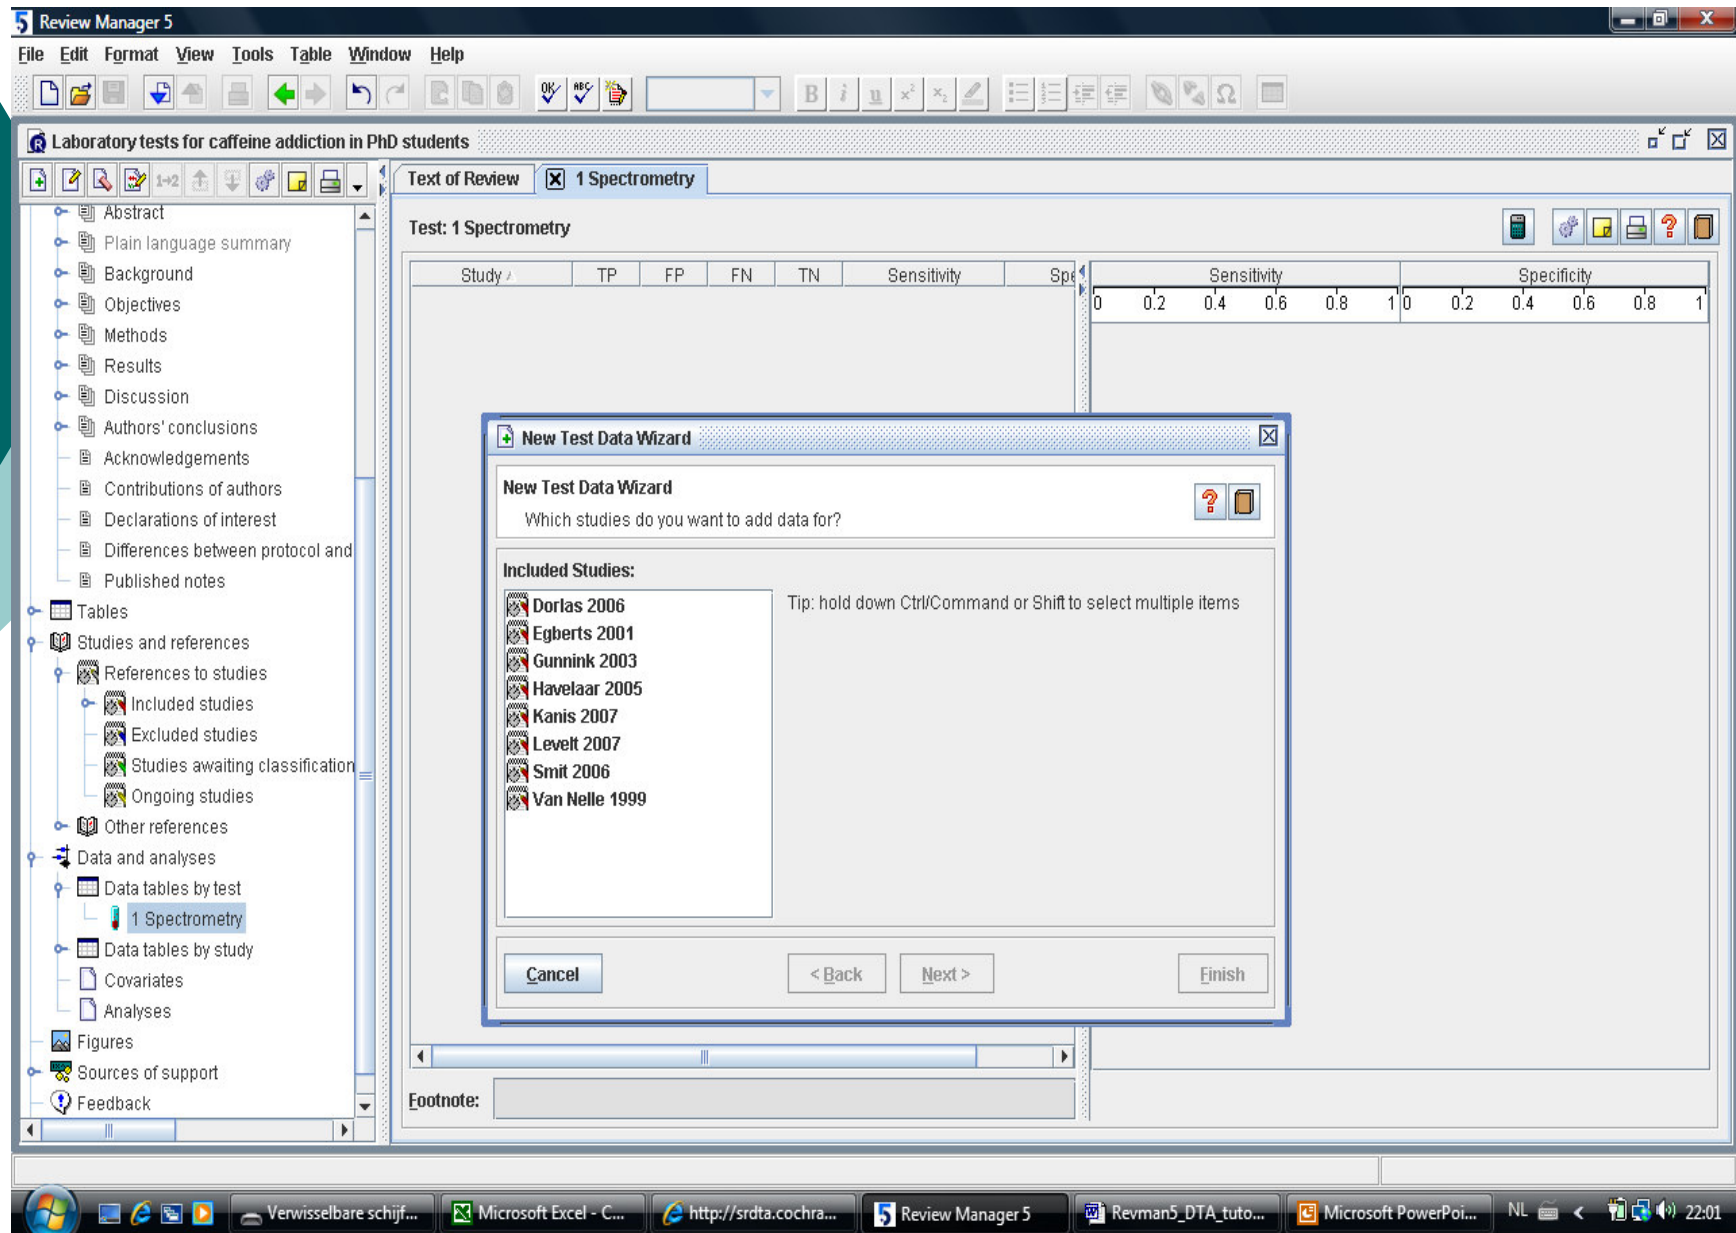 Review Manager 5
File Edit Format View Tools Table Window Help
Laboratory tests for caffeine addiction in PhD students
Text of Review 1 Spectrometry
Abstract
Plain language summary
Background
Objectives
Methods
Results
Discussion
Authors' conclusions
Acknowledgements
Contributions of authors
Declarations of interest
Differences between protocol and
Published notes
Tables
Studies and references
References to studies
Included studies
Excluded studies
Studies awaiting classification
Ongoing studies
Other references
Data and analyses
Data tables by test
1 Spectrometry
Data tables by study
Covariates
Analyses
Figures
Sources of support
Feedback
Test: 1 Spectrometry
Study TP FP FN TN Sensitivity Spe
Sensitivity Specificity
0 0.2 0.4 0.6 0.8 1 0 0.2 0.4 0.6 0.8 1
New Test Data Wizard
New Test Data Wizard
Which studies do you want to add data for?
Included Studies:
Tip: hold down Ctrl/Command or Shift to select multiple items
Dorlas 2006
Egberts 2001
Gunnink 2003
Havelaar 2005
Kanis 2007
Levelt 2007
Smit 2006
Van Nelle 1999
Cancel < Back Next > Finish
Footnote:
Verwisselbare schijf... Microsoft Excel - C... http://srdta.cochra... Review Manager 5 Revman5_DTA_tuto... Microsoft PowerPoi... NL < 22:01